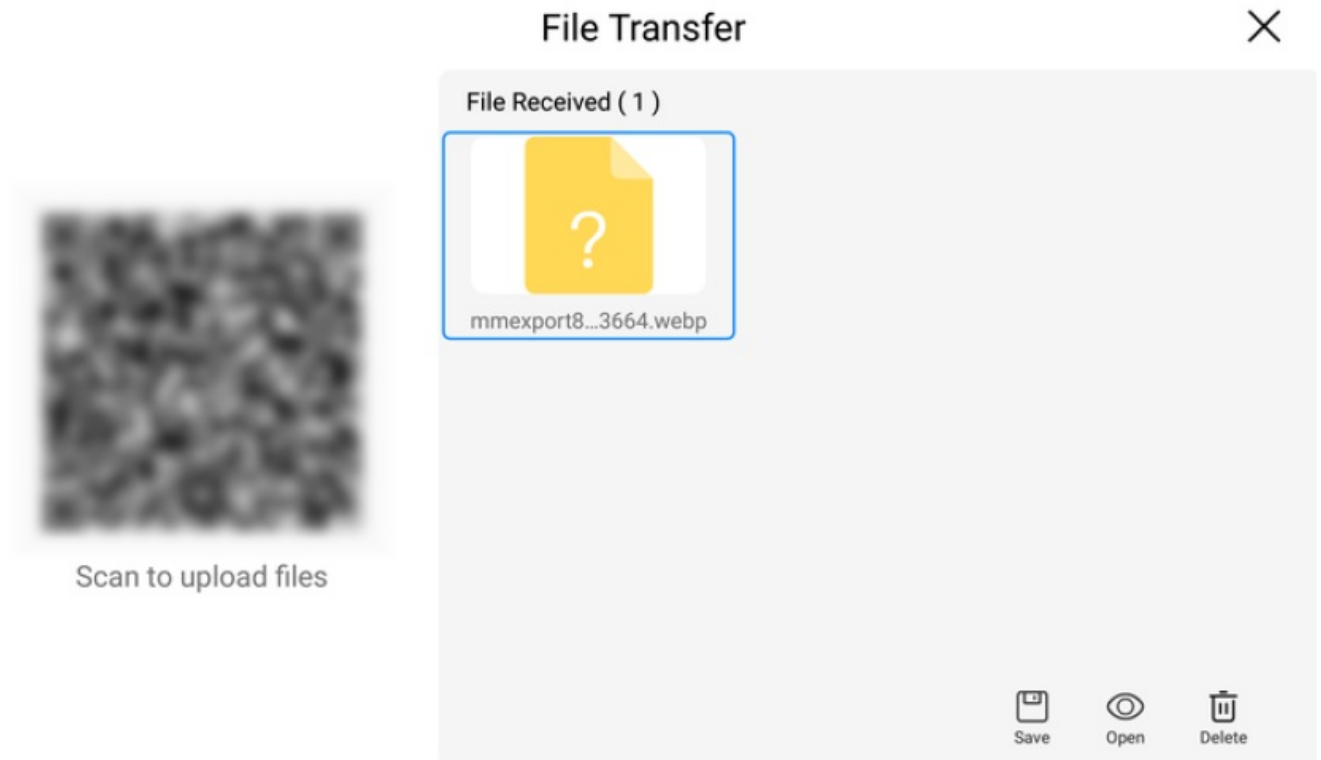 File Transfer
File Received ( 1 )
?
mmexport8...3664.webp
Scan to upload files
Save
Open
Delete